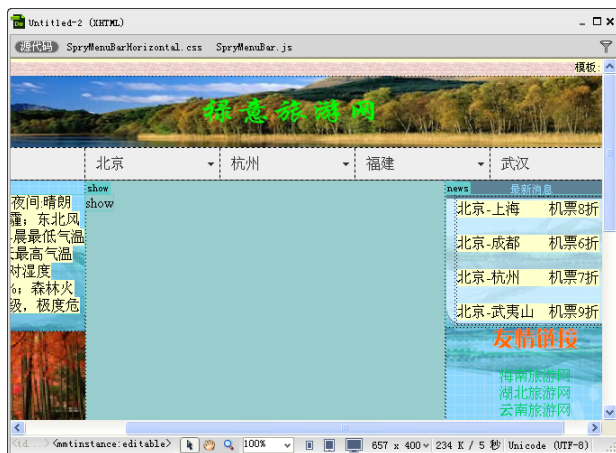 Untitled-2 (XHTML)
源代码 SpryMenuBarHorizontal.css SpryMenuBar.js
模板:
绿意旅游网
北京 杭州 福建 武汉
show
show
夜间:晴朗
霾；东北风
晨最低气温
最高气温
对湿度
%；森林火
级，极度危
news 最新消息
北京-上海 机票8折
北京-成都 机票6折
北京-杭州 机票7折
北京-武夷山 机票9折
友情链接
海南旅游网
湖北旅游网
云南旅游网
<td...> <mmtinstance:editable> 100% 657 x 400 234 K / 5 秒 Unicode (UTF-8)